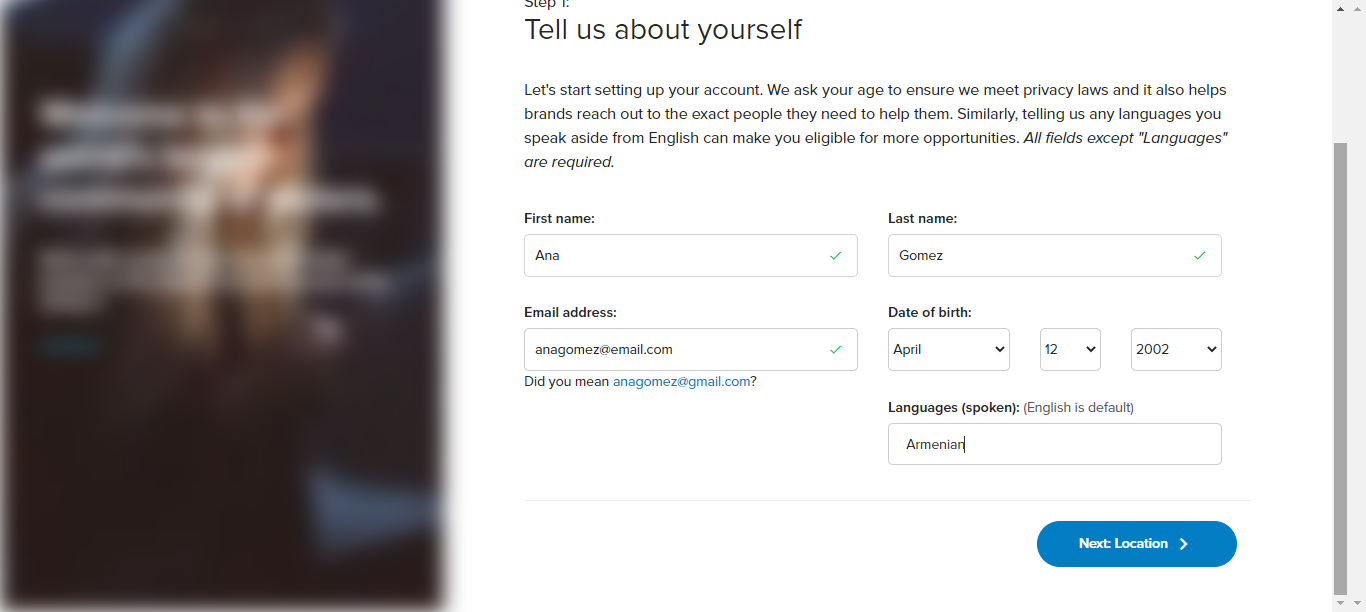 Step 1:
Tell us about yourself
Let's start setting up your account. We ask your age to ensure we meet privacy laws and it also helps
brands reach out to the exact people they need to help them. Similarly, telling us any languages you
speak aside from English can make you eligible for more opportunities. All fields except "Languages"
are required.
First name:
Last name:
Ana
Gomez
Email address:
Date of birth:
anagomez@email.com
April
12
2002
Did you mean anagomez@gmail.com?
Languages (spoken): (English is default)
Armenian
Next: Location